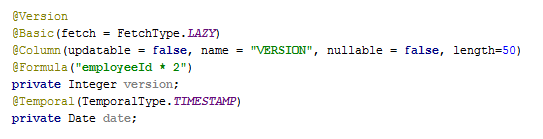 @Version
@Basic(fetch = FetchType.LAZY)
@Column(updatable = false, name = "VERSION", nullable = false, length=50)
@Formula("employeeId * 2")
private Integer version;
@Temporal(TemporalType.TIMESTAMP)
private Date date;